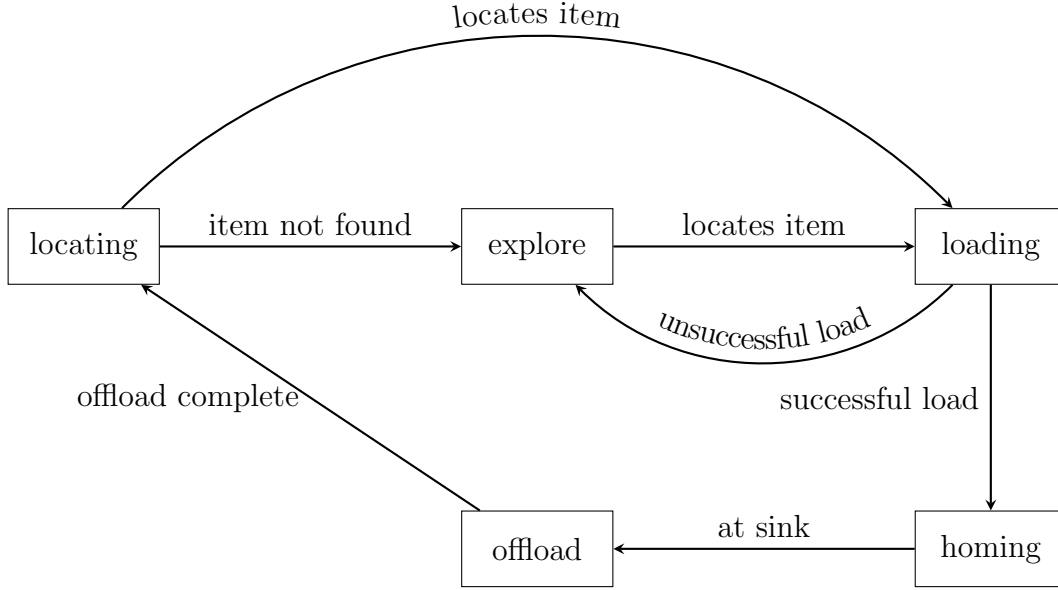 locates item
locating
item not found
explore
locates item
loading
unsuccessful load
offload complete
successful load
offload
at sink
homing